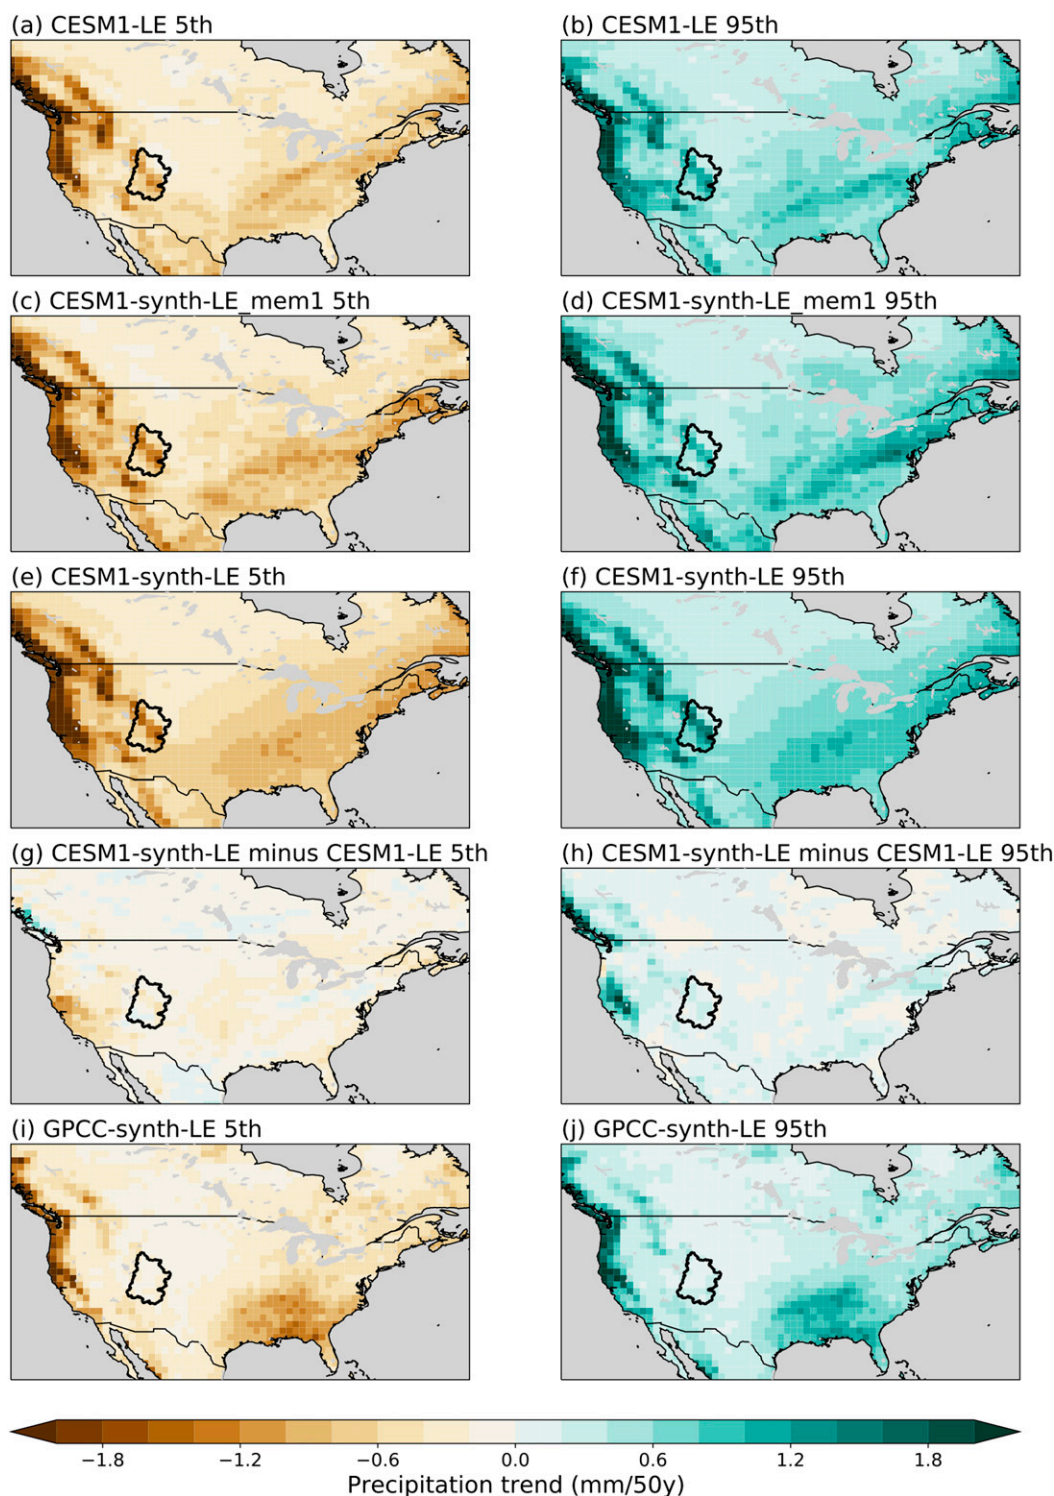 (a) CESM1-LE 5th
(b) CESM1-LE 95th
(c) CESM1-synth-LE_mem1 5th
(d) CESM1-synth-LE_mem1 95th
(e) CESM1-synth-LE 5th
(f) CESM1-synth-LE 95th
(g) CESM1-synth-LE minus CESM1-LE 5th
(h) CESM1-synth-LE minus CESM1-LE 95th
(i) GPCC-synth-LE 5th
(j) GPCC-synth-LE 95th
−1.8 −1.2 −0.6 0.0 0.6 1.2 1.8
Precipitation trend (mm/50y)